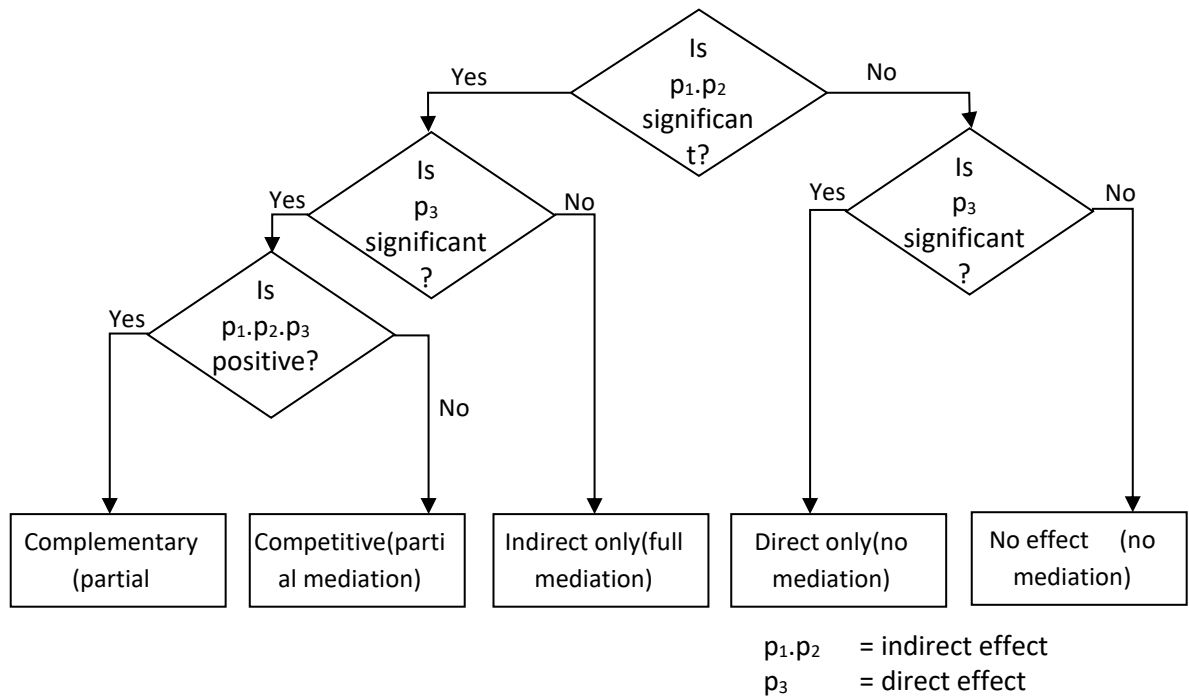 Is
p₁.p₂
significan
t?
Yes
No
Is
p₃
significant
?
Yes
No
Is
p₃
significant
?
Yes
No
Is
p₁.p₂.p₃
positive?
Yes
No
Complementary
(partial
Competitive(parti
al mediation)
Indirect only(full
mediation)
Direct only(no
mediation)
No effect (no
mediation)
p₁.p₂ = indirect effect
p₃ = direct effect